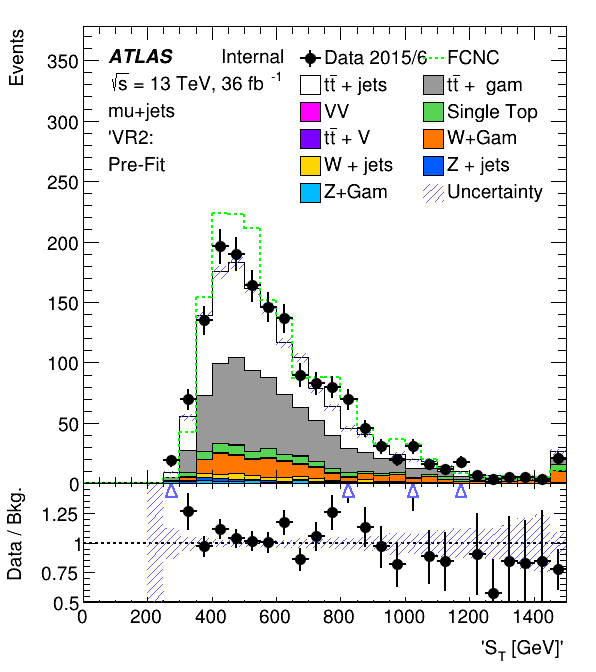 Events
350
300
250
200
150
100
50
0
ATLAS Internal
√s = 13 TeV, 36 fb⁻¹
mu+jets
'VR2:
Pre-Fit
Data 2015/6 FCNC
tt̄ + jets tt̄ + gam
VV Single Top
tt̄ + V W+Gam
W + jets Z + jets
Z+Gam Uncertainty
Data / Bkg.
1.25
1
0.75
0.5
0 200 400 600 800 1000 1200 1400
'S_T [GeV]'